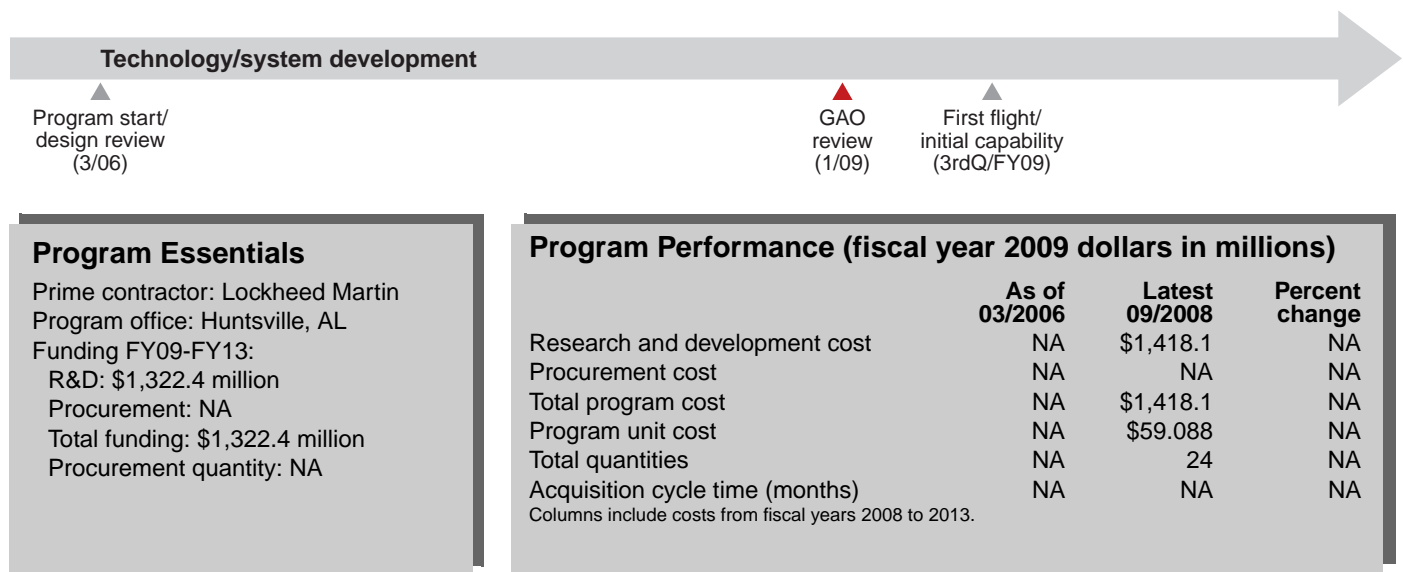 Technology/system development
Program start/
design review
(3/06)
GAO
review
(1/09)
First flight/
initial capability
(3rdQ/FY09)
Program Essentials
Prime contractor: Lockheed Martin
Program office: Huntsville, AL
Funding FY09-FY13:
R&D: $1,322.4 million
Procurement: NA
Total funding: $1,322.4 million
Procurement quantity: NA
Program Performance (fiscal year 2009 dollars in millions)
As of Latest Percent
03/2006 09/2008 change
Research and development cost NA $1,418.1 NA
Procurement cost NA NA NA
Total program cost NA $1,418.1 NA
Program unit cost NA $59.088 NA
Total quantities NA 24 NA
Acquisition cycle time (months) NA NA NA
Columns include costs from fiscal years 2008 to 2013.